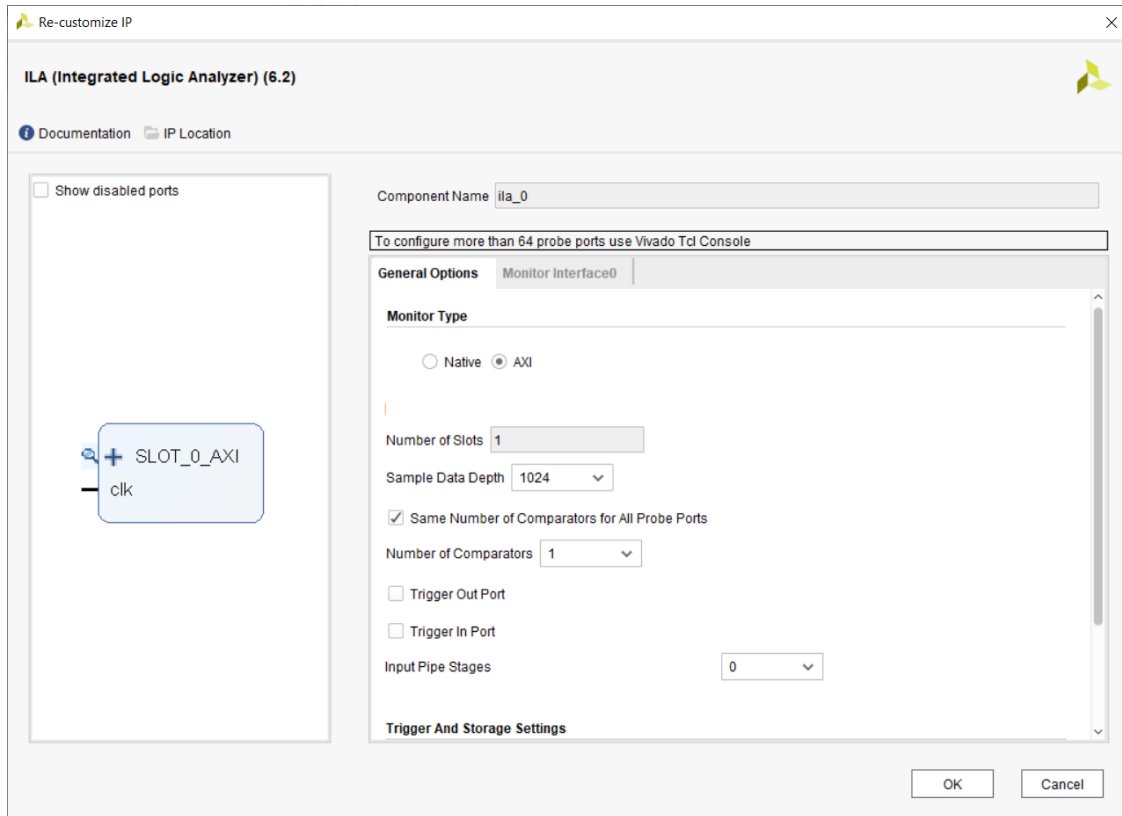 Re-customize IP
ILA (Integrated Logic Analyzer) (6.2)
Documentation IP Location
Show disabled ports
SLOT_0_AXI
clk
Component Name ila_0
To configure more than 64 probe ports use Vivado Tcl Console
General Options Monitor Interface0
Monitor Type
Native AXI
Number of Slots 1
Sample Data Depth 1024
Same Number of Comparators for All Probe Ports
Number of Comparators 1
Trigger Out Port
Trigger In Port
Input Pipe Stages 0
Trigger And Storage Settings
OK Cancel